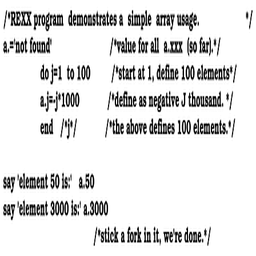 /*REXX program demonstrates a simple array usage. */
a.='not found' /*value for all a.xxx (so far).*/
do j=1 to 100 /*start at 1, define 100 elements*/
a.j=-j*1000 /*define as negative J thousand. */
end /*j*/ /*the above defines 100 elements.*/
say 'element 50 is:' a.50
say 'element 3000 is:' a.3000
/*stick a fork in it, we're done.*/